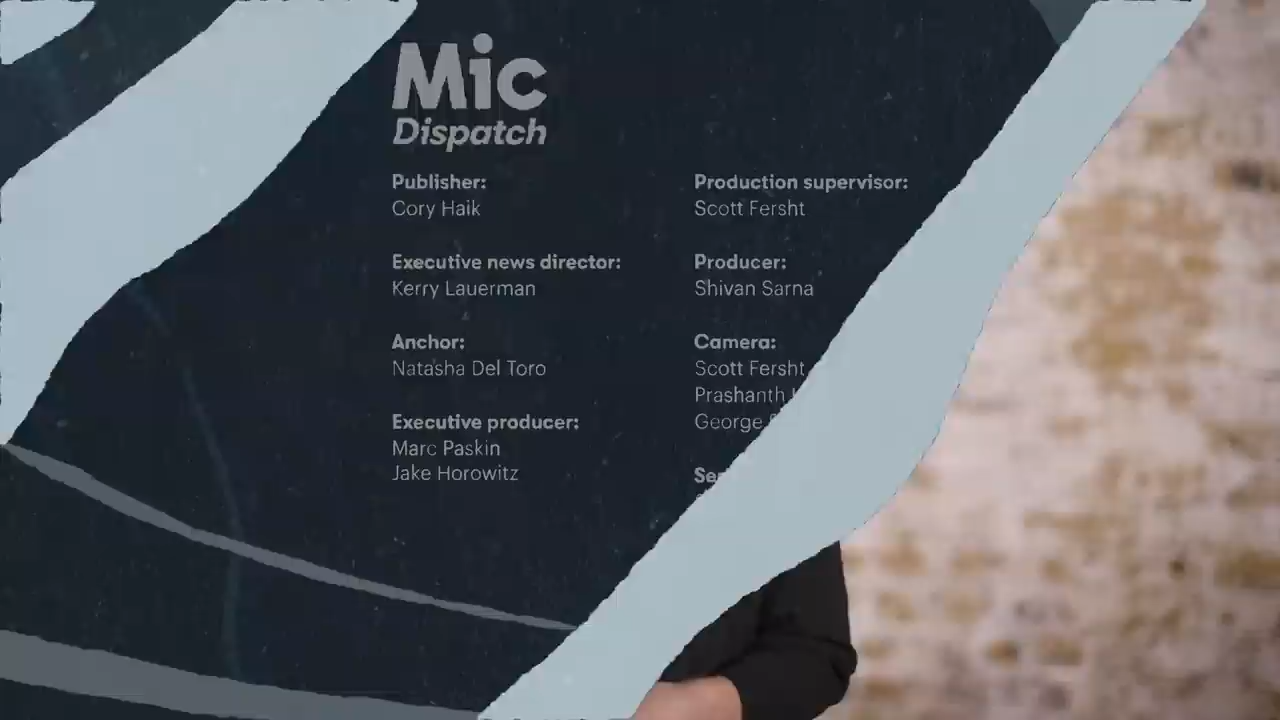 Mic
Dispatch
Publisher:
Cory Haik
Executive news director:
Kerry Lauerman
Anchor:
Natasha Del Toro
Executive producer:
Marc Paskin
Jake Horowitz
Production supervisor:
Scott Fersht
Producer:
Shivan Sarna
Camera:
Scott Fersht
Prashanth
George